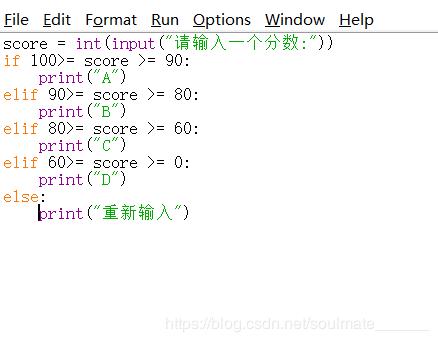 File Edit Format Run Options Window Help
score = int(input("请输入一个分数:"))
if 100>= score >= 90:
    print("A")
elif 90>= score >= 80:
    print("B")
elif 80>= score >= 60:
    print("C")
elif 60>= score >= 0:
    print("D")
else:
    print("重新输入")
https://blog.csdn.net/soulmate______